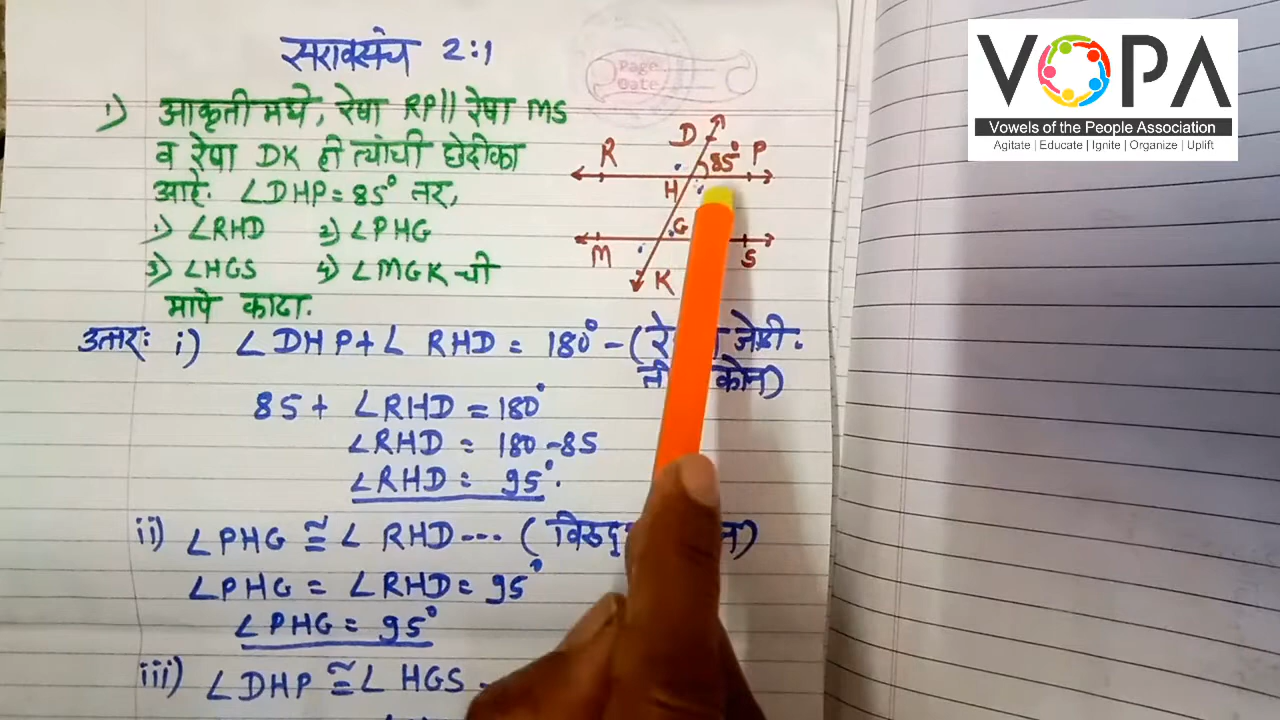 सरावसंच 2:1
Page
Date
VOPA
Vowels of the People Association
Agitate | Educate | Ignite | Organize | Uplift
1) आकृतीमध्ये, रेषा RP || रेषा MS
व रेषा DK ही त्यांची छेदीका
आहे. ∠DHP = 85° तर,
1) ∠RHD 2) ∠PHG
3) ∠HGS 4) ∠MGK ची
मापे काढा.
D
R
85°
P
H
G
M
S
K
उत्तर: i) ∠DHP + ∠RHD = 180° - ( जोडी.
कोन)
85 + ∠RHD = 180°
∠RHD = 180 - 85
∠RHD = 95°.
ii) ∠PHG ≅ ∠RHD --- (
∠PHG = ∠RHD = 95°
∠PHG = 95°
iii) ∠DHP ≅ ∠HGS -